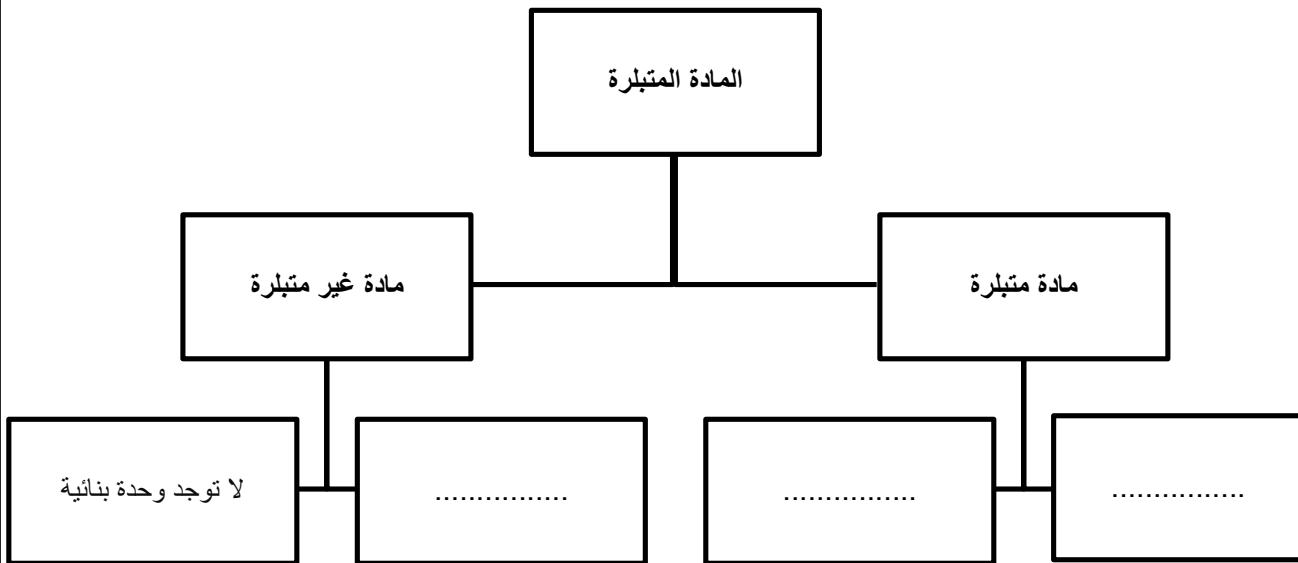 المادة المتبلرة
مادة متبلرة
مادة غير متبلرة
................
................
................
لا توجد وحدة بنائية